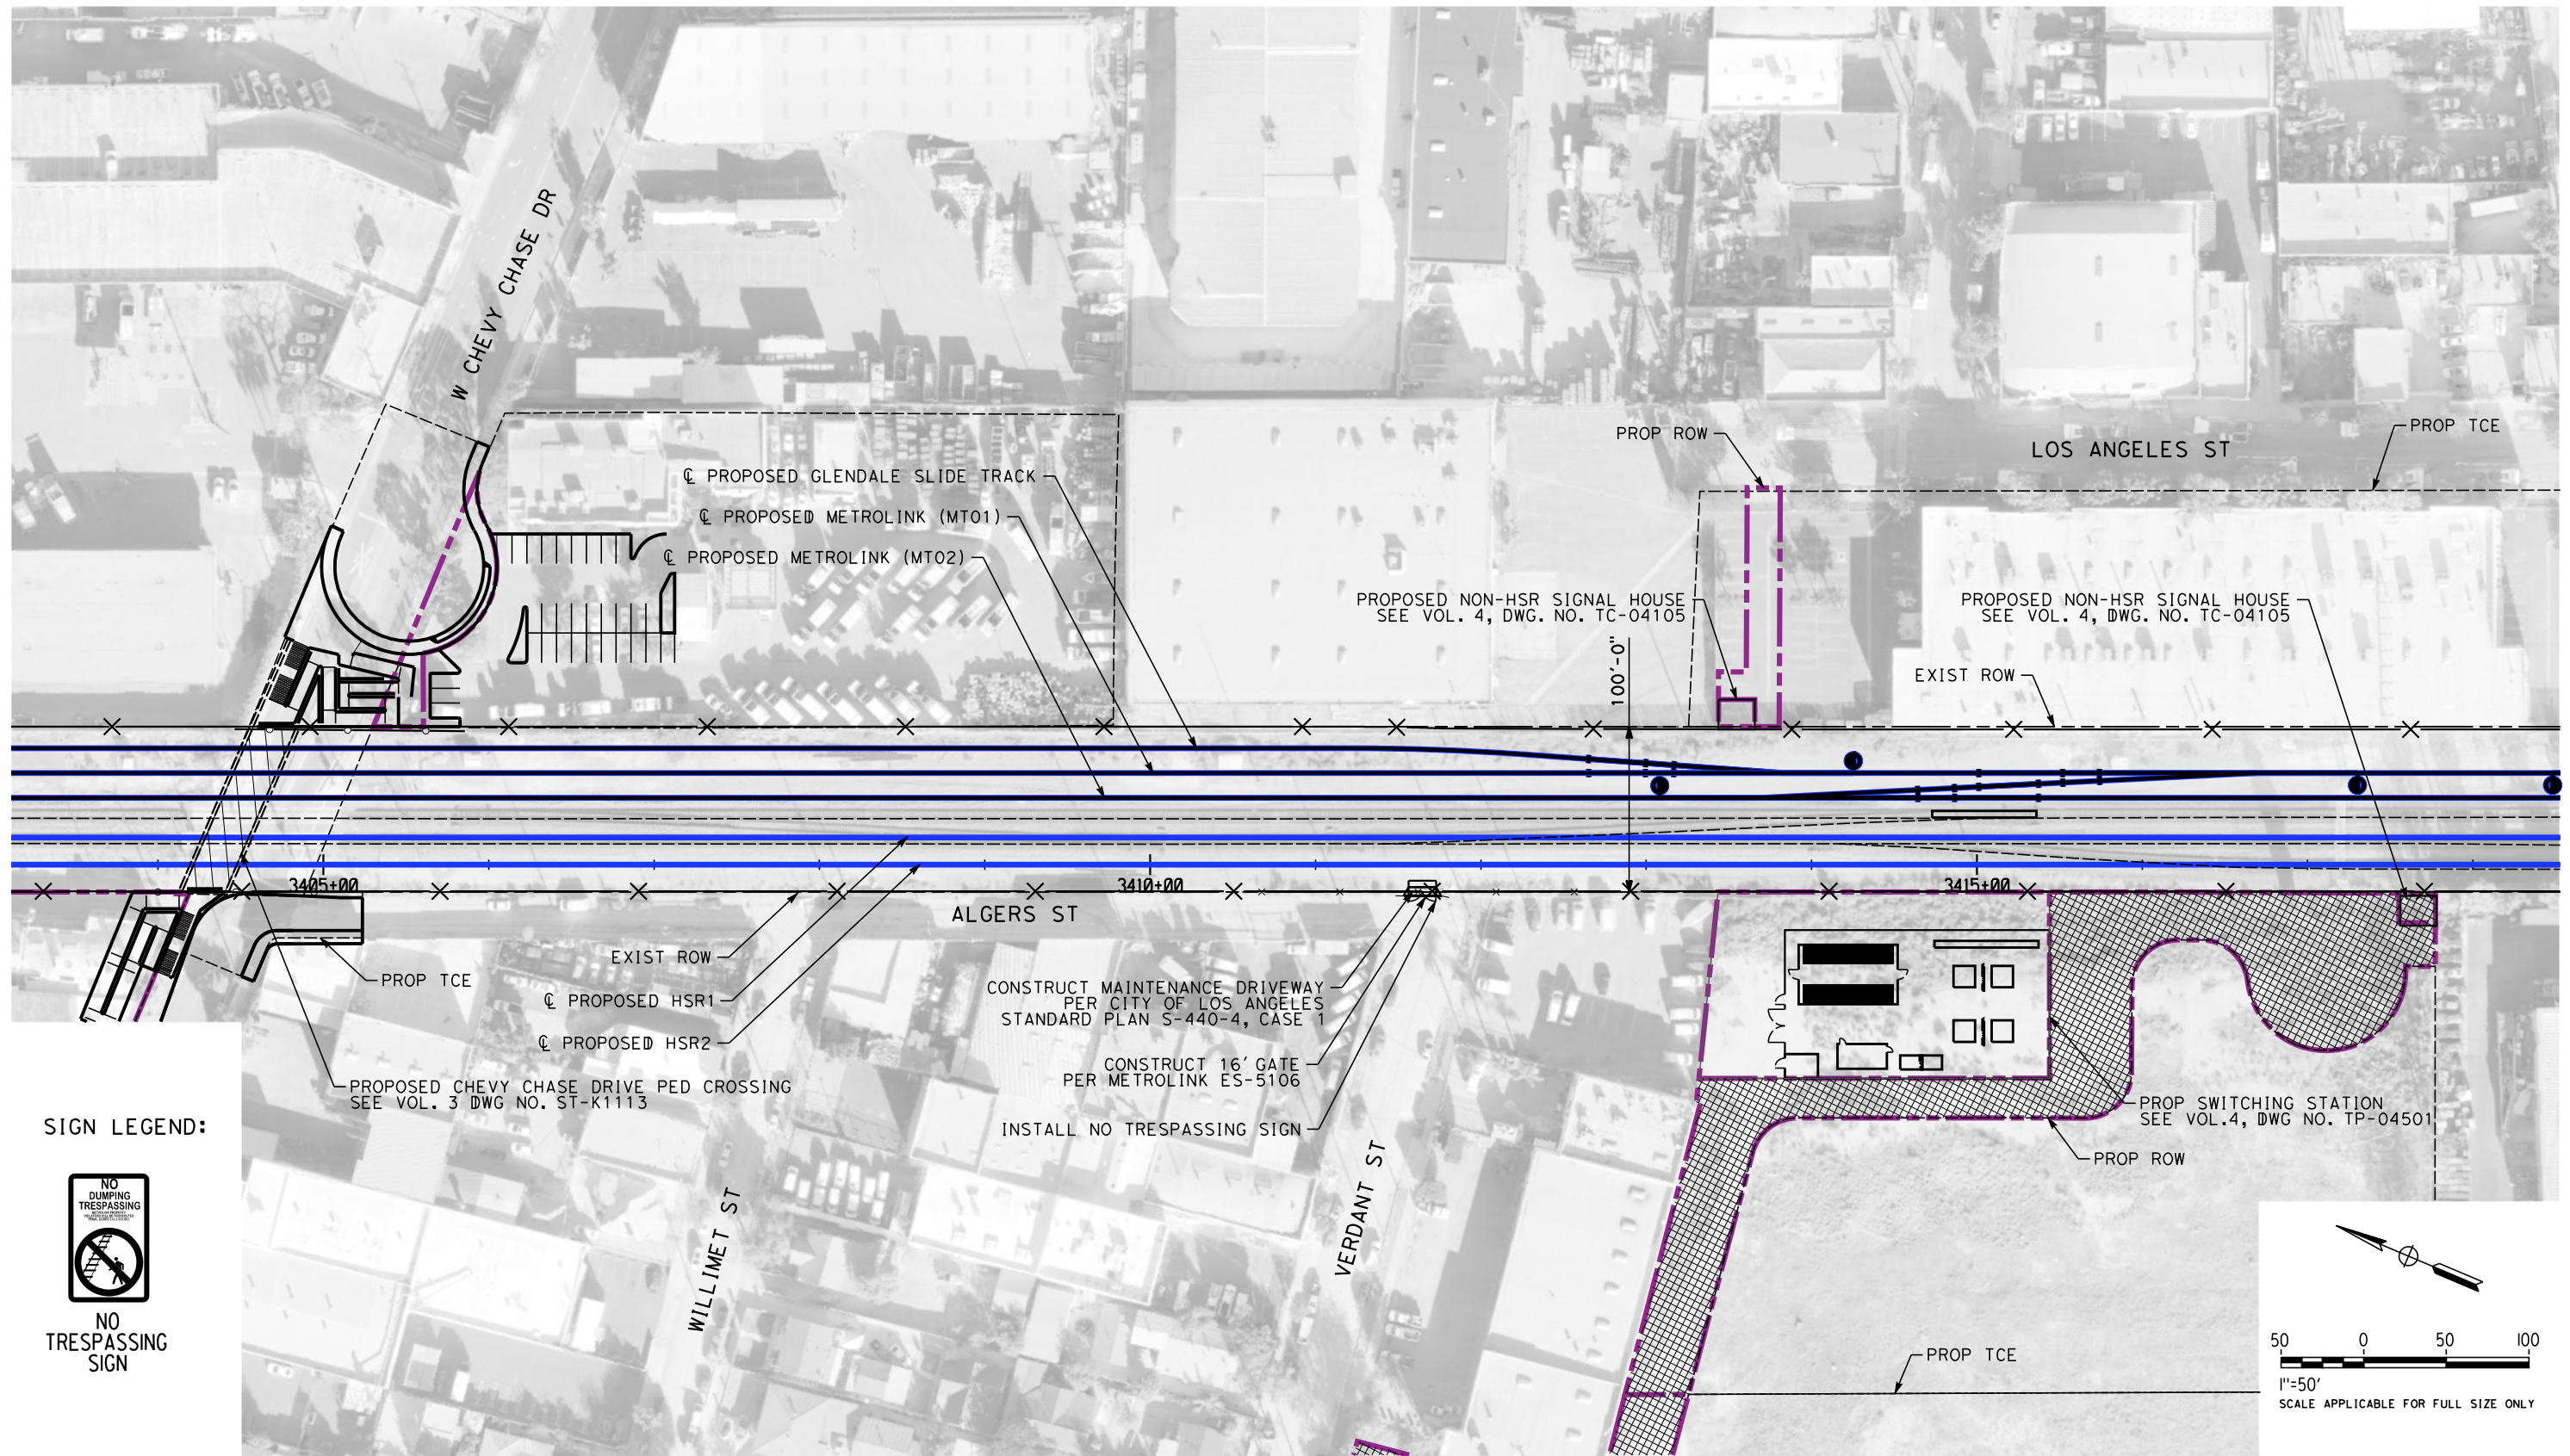 W CHEVY CHASE DR
PROP ROW
PROP TCE
LOS ANGELES ST
℄ PROPOSED GLENDALE SLIDE TRACK
℄ PROPOSED METROLINK (MT01)
℄ PROPOSED METROLINK (MT02)
PROPOSED NON-HSR SIGNAL HOUSE
SEE VOL. 4, DWG. NO. TC-04105
PROPOSED NON-HSR SIGNAL HOUSE
SEE VOL. 4, DWG. NO. TC-04105
100'-0"
EXIST ROW
3405+00
3410+00
3415+00
ALGERS ST
EXIST ROW
PROP TCE
℄ PROPOSED HSR1
℄ PROPOSED HSR2
CONSTRUCT MAINTENANCE DRIVEWAY
PER CITY OF LOS ANGELES
STANDARD PLAN S-440-4, CASE 1
CONSTRUCT 16' GATE
PER METROLINK ES-5106
INSTALL NO TRESPASSING SIGN
PROPOSED CHEVY CHASE DRIVE PED CROSSING
SEE VOL. 3 DWG NO. ST-K1113
PROP SWITCHING STATION
SEE VOL.4, DWG NO. TP-04501
PROP ROW
WILLIMET ST
VERDANT ST
PROP TCE
SIGN LEGEND:
NO
DUMPING
TRESPASSING
NO
TRESPASSING
SIGN
50 0 50 100
1"=50'
SCALE APPLICABLE FOR FULL SIZE ONLY